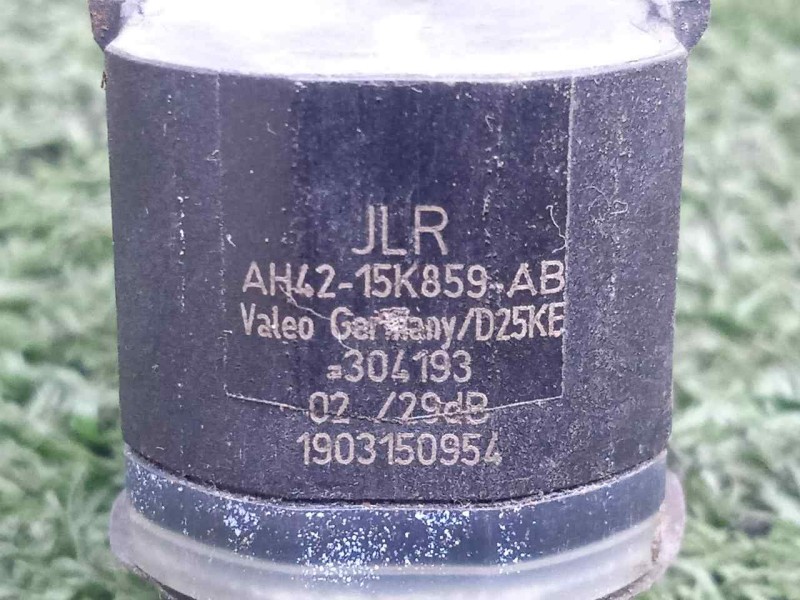 JLR
AH42-15K859-AB
Valeo Germany/D25KE
=304193
02 /29dB
1903150954